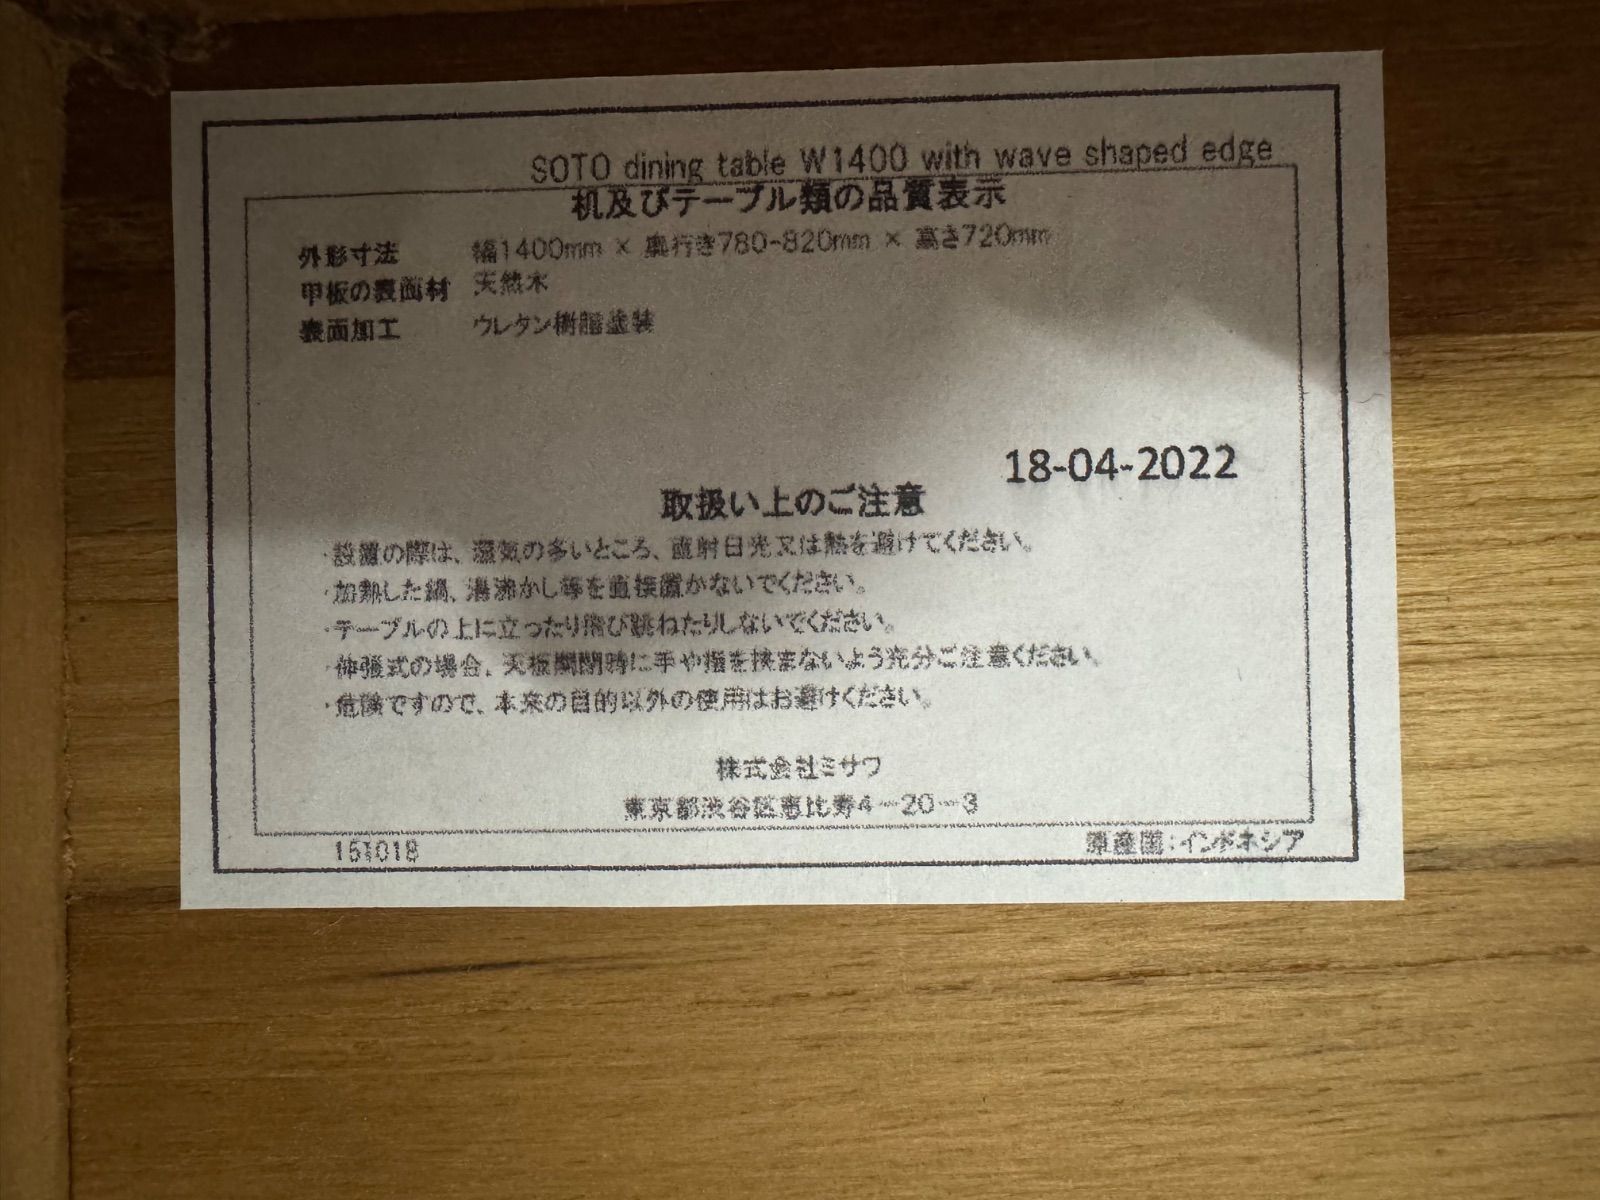 SOTO dining table W1400 with wave shaped edge
机及びテーブル類の品質表示
外形寸法 幅1400mm × 奥行き780-820mm × 高さ720mm
甲板の表面材 天然木
表面加工 ウレタン樹脂塗装
18-04-2022
取扱い上のご注意
・設置の際は、湿気の多いところ、直射日光又は熱を避けてください。
・加熱した鍋、湯沸かし等を直接置かないでください。
・テーブルの上に立ったり飛び跳ねたりしないでください。
・伸張式の場合、天板開閉時に手や指を挟まないよう充分ご注意ください。
・危険ですので、本来の目的以外の使用はお避けください。
株式会社ミサワ
東京都渋谷区恵比寿4-20-3
151018
原産国：インドネシア